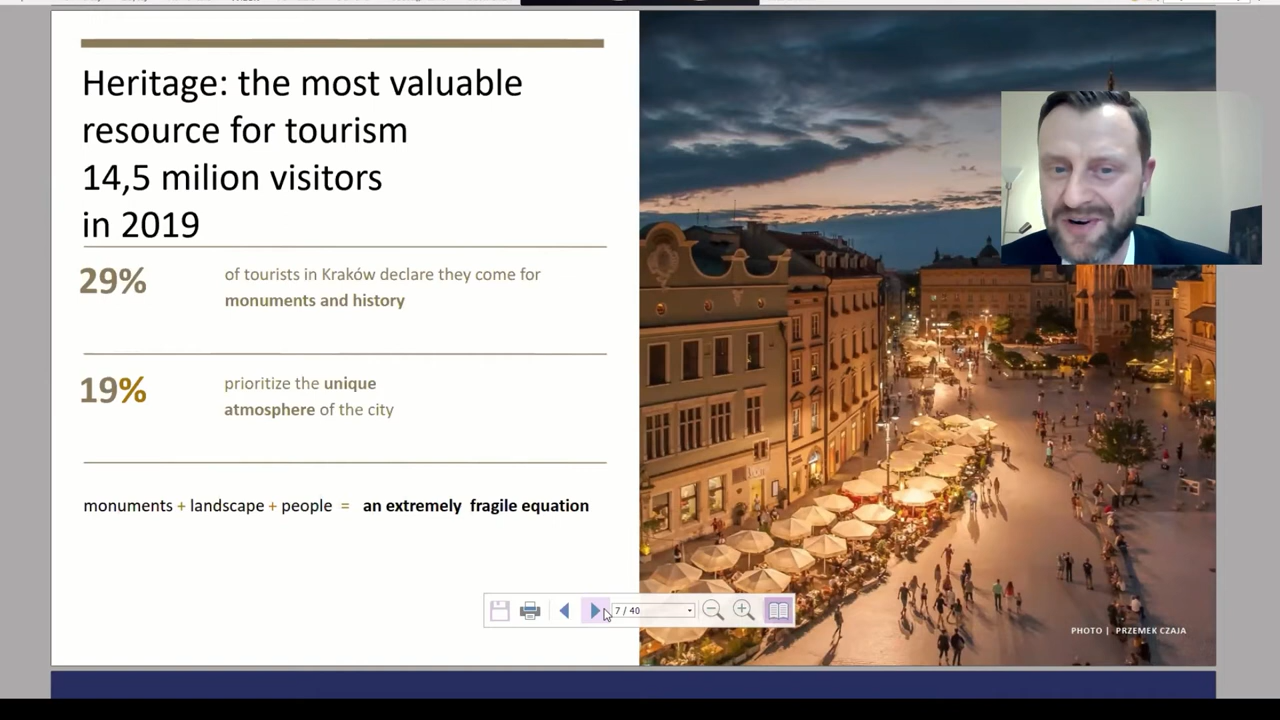 Heritage: the most valuable
resource for tourism
14,5 milion visitors
in 2019
29%
of tourists in Kraków declare they come for
monuments and history
19%
prioritize the unique
atmosphere of the city
monuments + landscape + people = an extremely fragile equation
7 / 40
PHOTO | PRZEMEK CZAJA